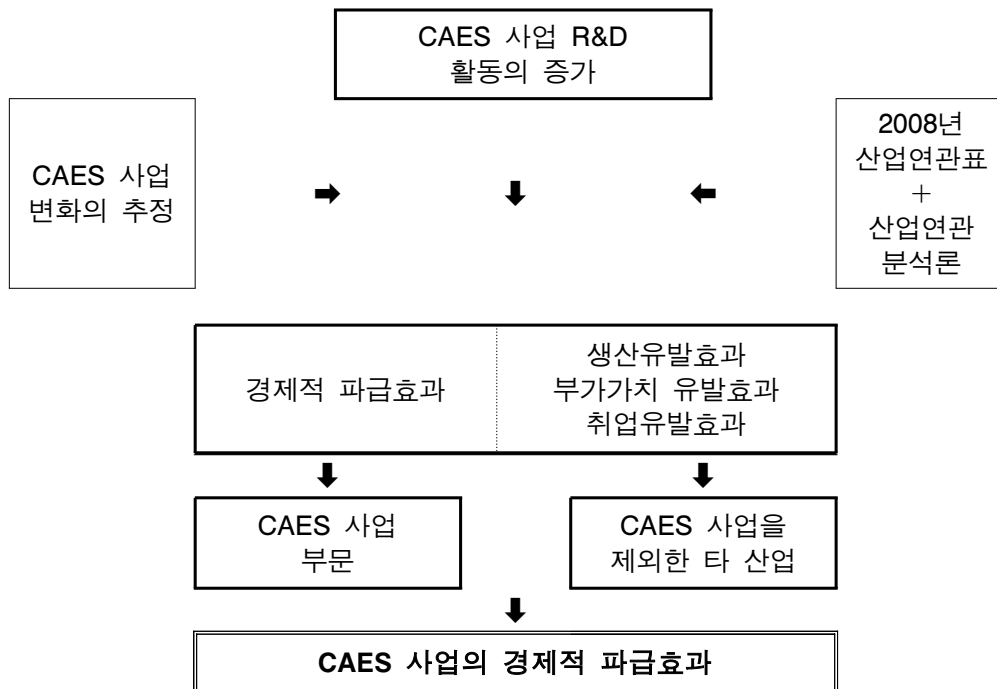 CAES 사업 R&D
활동의 증가
CAES 사업
변화의 추정
2008년
산업연관표
+
산업연관
분석론
경제적 파급효과
생산유발효과
부가가치 유발효과
취업유발효과
CAES 사업
부문
CAES 사업을
제외한 타 산업
CAES 사업의 경제적 파급효과